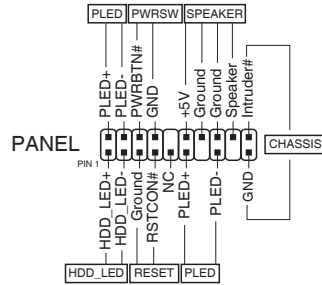 PLED PWRSW SPEAKER
PLED+
PLED-
PWRBTN#
GND
+5V
Ground
Ground
Speaker
Intruder#
PANEL
PIN 1
CHASSIS
HDD_LED+
HDD_LED-
Ground
RSTCON#
NC
PLED+
PLED-
GND
HDD_LED RESET PLED